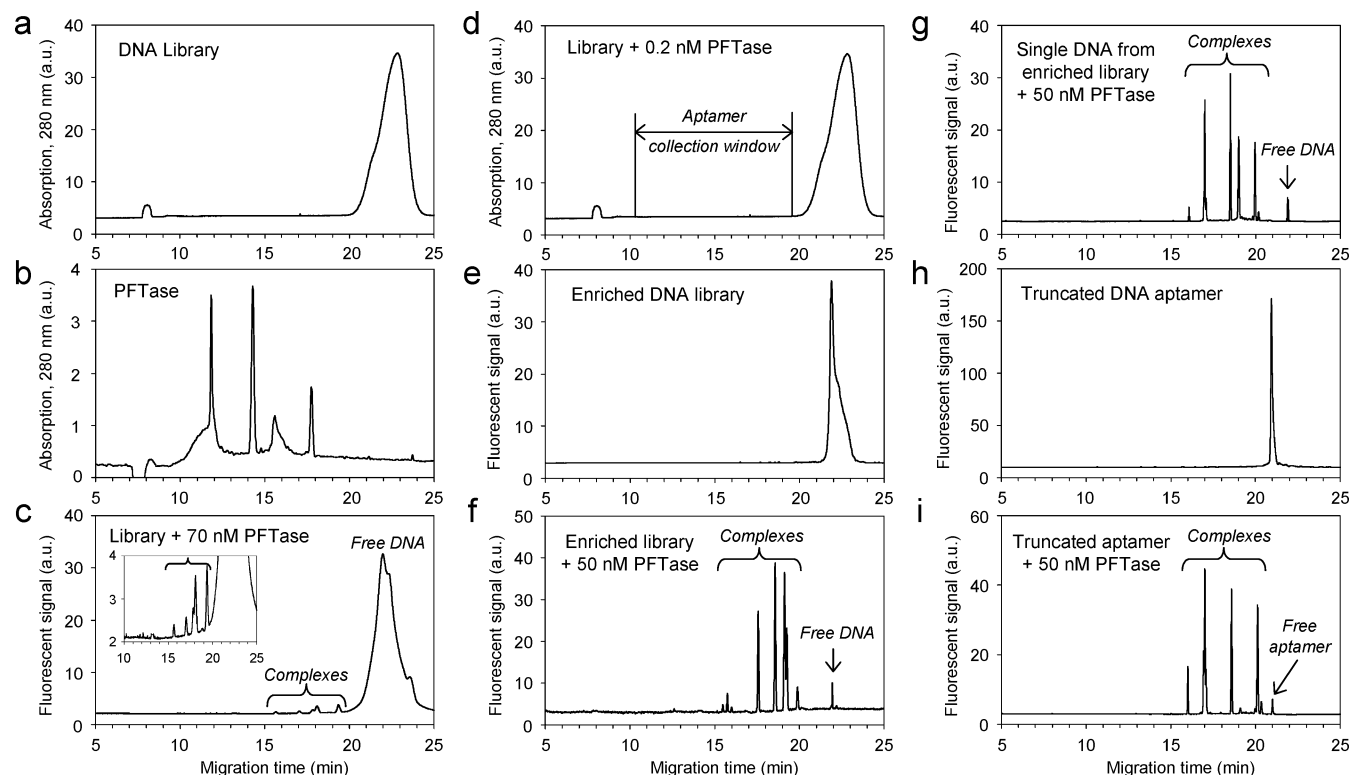 a
DNA Library
Absorption, 280 nm (a.u.)
40
30
20
10
0
5 10 15 20 25
b
PFTase
Absorption, 280 nm (a.u.)
4
3
2
1
0
5 10 15 20 25
c
Library + 70 nM PFTase
Free DNA
Complexes
Fluorescent signal (a.u.)
40
30
20
10
0
4
3
2
10 15 20 25
5 10 15 20 25
Migration time (min)
d
Library + 0.2 nM PFTase
Aptamer
collection window
Absorption, 280 nm (a.u.)
40
30
20
10
0
5 10 15 20 25
e
Enriched DNA library
Fluorescent signal (a.u.)
40
30
20
10
0
5 10 15 20 25
f
Enriched library
+ 50 nM PFTase
Complexes
Free DNA
Fluorescent signal (a.u.)
50
40
30
20
10
0
5 10 15 20 25
Migration time (min)
g
Single DNA from
enriched library
+ 50 nM PFTase
Complexes
Free DNA
Fluorescent signal (a.u.)
40
30
20
10
0
5 10 15 20 25
h
Truncated DNA aptamer
Fluorescent signal (a.u.)
200
150
100
50
0
5 10 15 20 25
i
Truncated aptamer
+ 50 nM PFTase
Complexes
Free
aptamer
Fluorescent signal (a.u.)
60
40
20
0
5 10 15 20 25
Migration time (min)